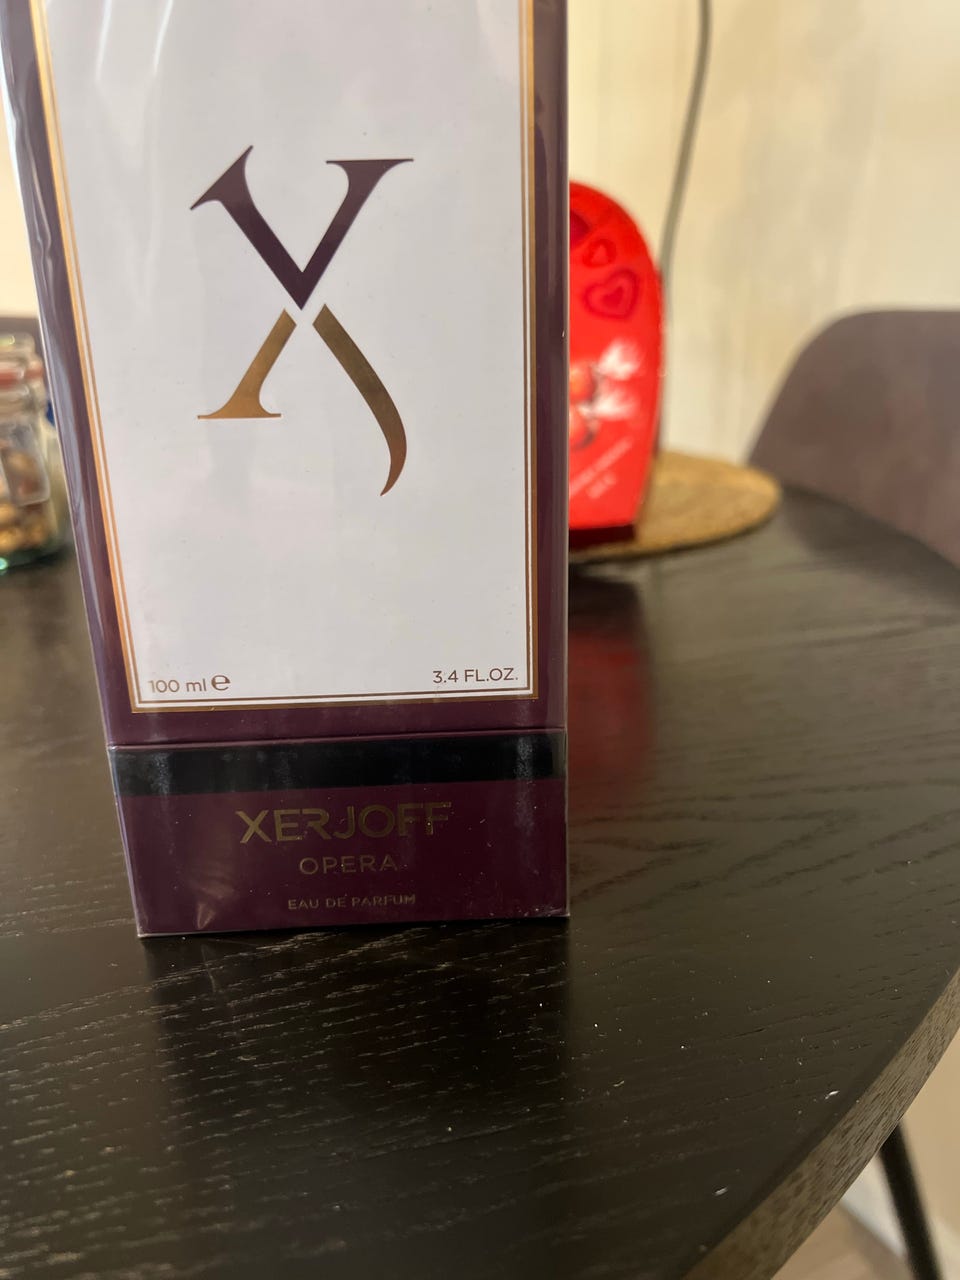 X
100 ml ℮
3.4 FL.OZ.
XERJOFF
OPERA
EAU DE PARFUM